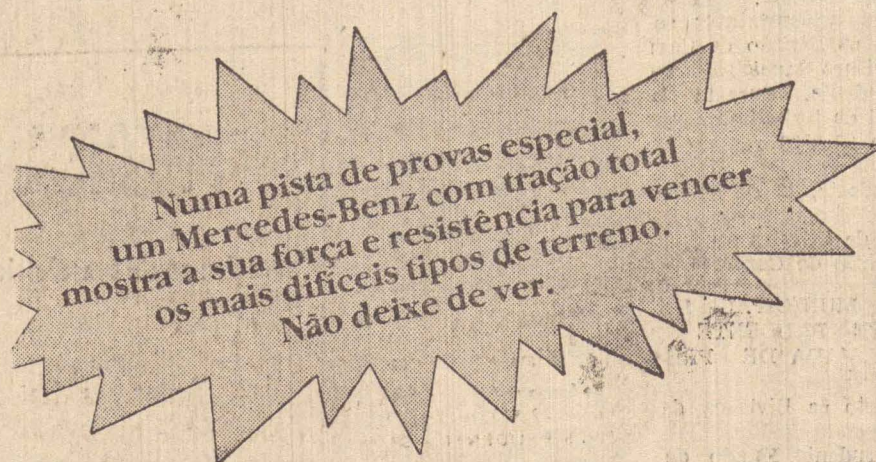 Numa pista de provas especial,
um Mercedes-Benz com tração total
mostra a sua força e resistência para vencer
os mais difíceis tipos de terreno.
Não deixe de ver.